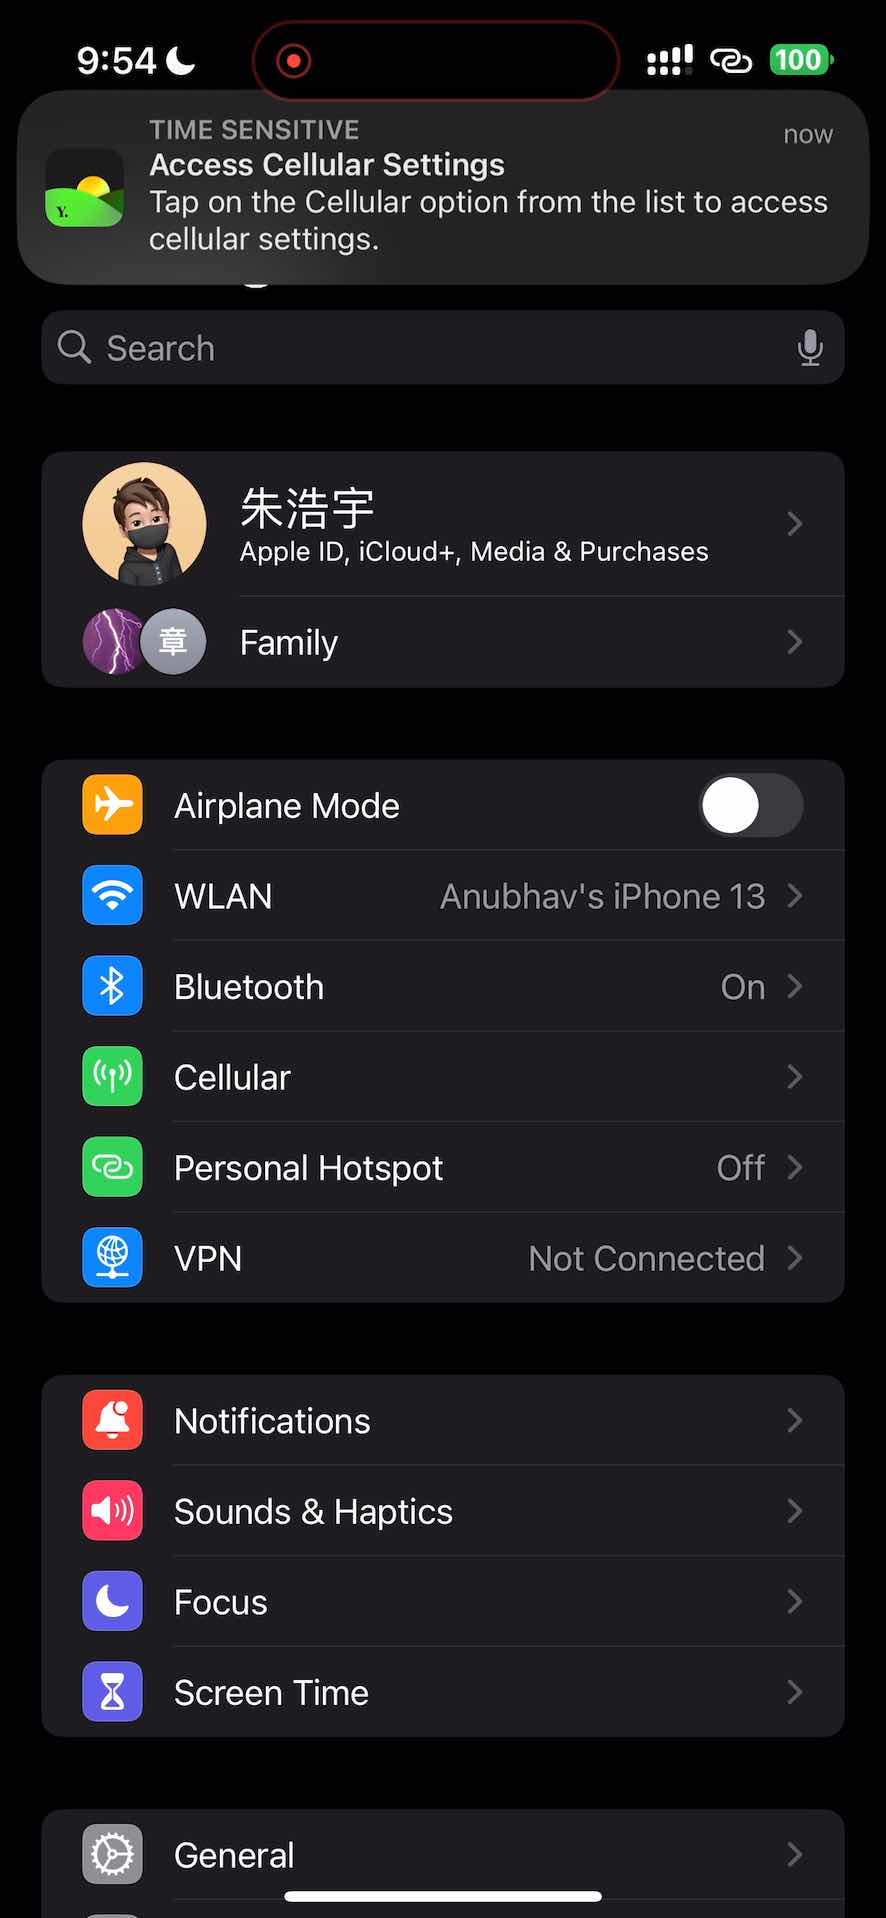 9:54
100
TIME SENSITIVE
now
Access Cellular Settings
Tap on the Cellular option from the list to access
cellular settings.
Y.
Search
朱浩宇
Apple ID, iCloud+, Media & Purchases
章
Family
Airplane Mode
WLAN
Anubhav's iPhone 13
Bluetooth
On
Cellular
Personal Hotspot
Off
VPN
Not Connected
Notifications
Sounds & Haptics
Focus
Screen Time
General